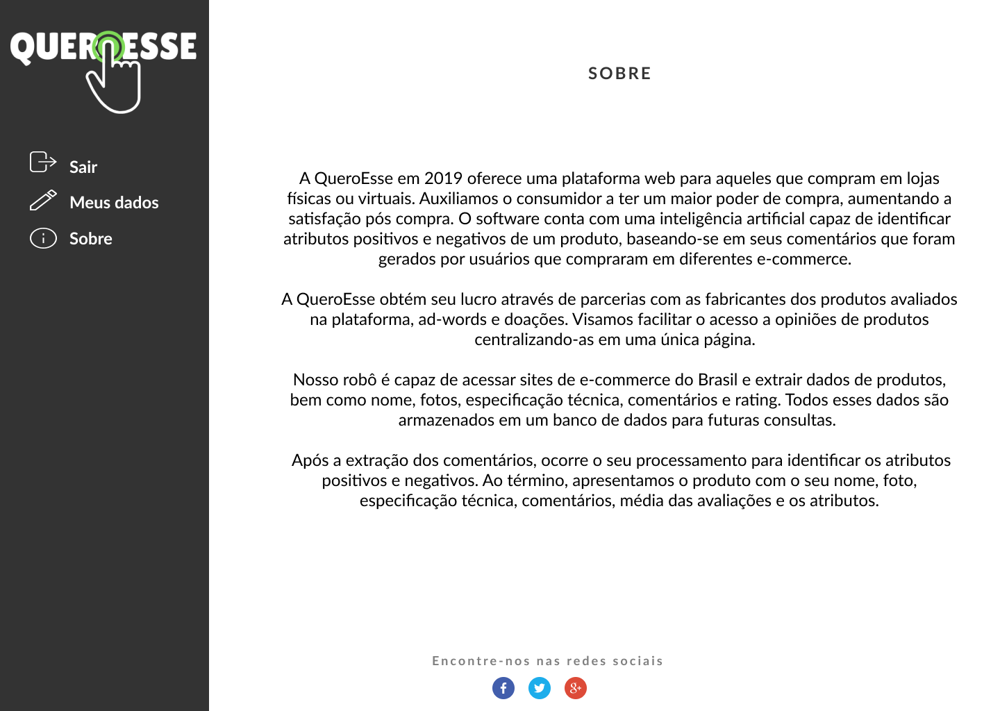 QUEROESSE
Sair
Meus dados
Sobre
SOBRE
A QueroEsse em 2019 oferece uma plataforma web para aqueles que compram em lojas
físicas ou virtuais. Auxiliamos o consumidor a ter um maior poder de compra, aumentando a
satisfação pós compra. O software conta com uma inteligência artificial capaz de identificar
atributos positivos e negativos de um produto, baseando-se em seus comentários que foram
gerados por usuários que compraram em diferentes e-commerce.
A QueroEsse obtém seu lucro através de parcerias com as fabricantes dos produtos avaliados
na plataforma, ad-words e doações. Visamos facilitar o acesso a opiniões de produtos
centralizando-as em uma única página.
Nosso robô é capaz de acessar sites de e-commerce do Brasil e extrair dados de produtos,
bem como nome, fotos, especificação técnica, comentários e rating. Todos esses dados são
armazenados em um banco de dados para futuras consultas.
Após a extração dos comentários, ocorre o seu processamento para identificar os atributos
positivos e negativos. Ao término, apresentamos o produto com o seu nome, foto,
especificação técnica, comentários, média das avaliações e os atributos.
Encontre-nos nas redes sociais